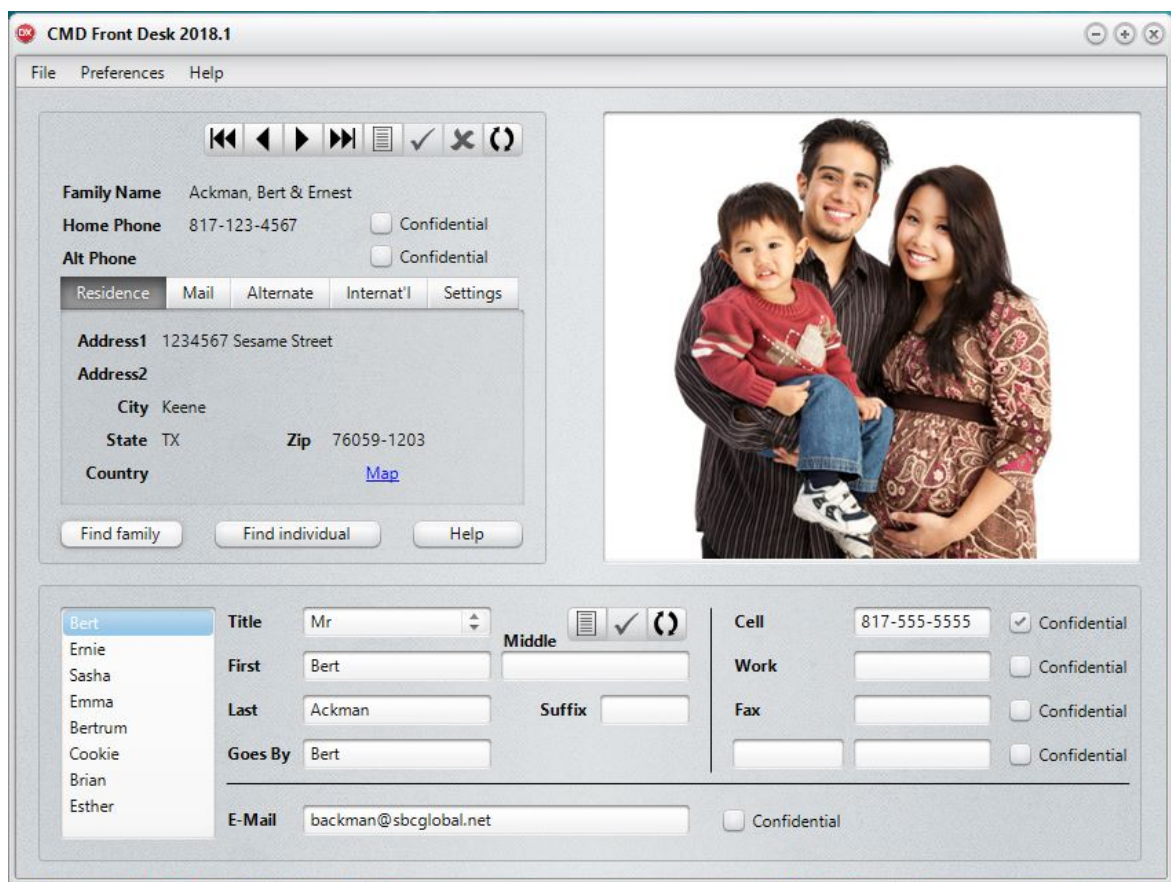 DX CMD Front Desk 2018.1
File Preferences Help
Family Name Ackman, Bert & Ernest
Home Phone 817-123-4567 Confidential
Alt Phone Confidential
Residence Mail Alternate Internat'l Settings
Address1 1234567 Sesame Street
Address2
City Keene
State TX Zip 76059-1203
Country Map
Find family Find individual Help
Bert
Ernie
Sasha
Emma
Bertrum
Cookie
Brian
Esther
Title Mr
Middle
First Bert
Last Ackman Suffix
Goes By Bert
E-Mail backman@sbcglobal.net Confidential
Cell 817-555-5555 Confidential
Work Confidential
Fax Confidential
Confidential